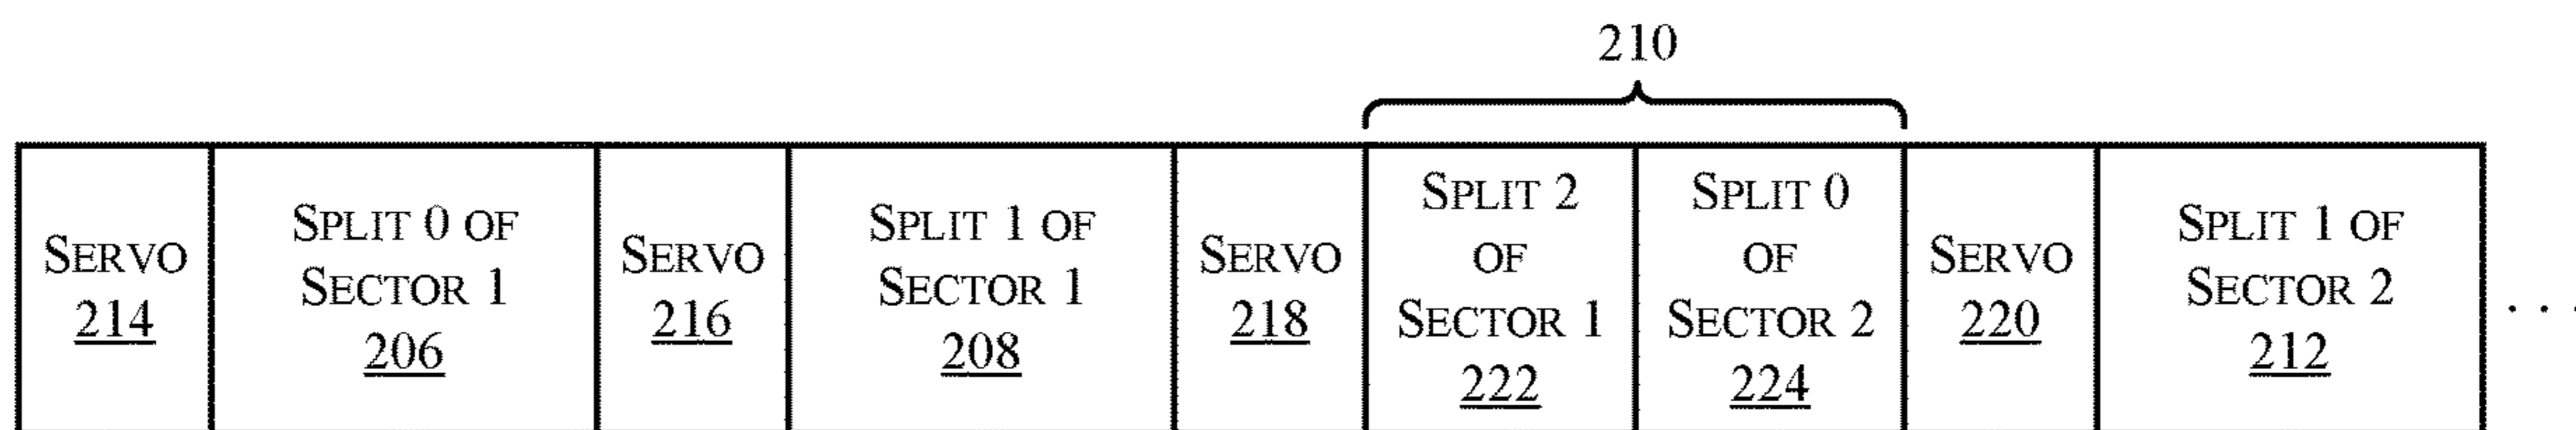 210
SERVO
214
SPLIT 0 OF
SECTOR 1
206
SERVO
216
SPLIT 1 OF
SECTOR 1
208
SERVO
218
SPLIT 2
OF
SECTOR 1
222
SPLIT 0
OF
SECTOR 2
224
SERVO
220
SPLIT 1 OF
SECTOR 2
212
. . .